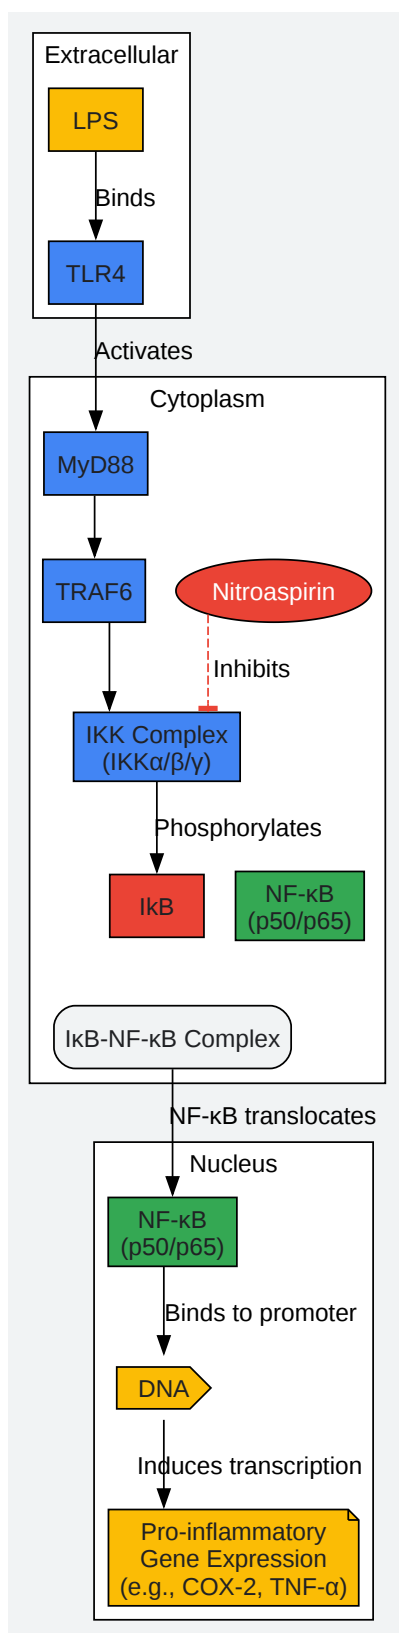 Extracellular
LPS
Binds
TLR4
Activates
Cytoplasm
MyD88
TRAF6
Nitroaspirin
Inhibits
IKK Complex
(IKKα/β/γ)
Phosphorylates
IkB
NF-κB
(p50/p65)
IκB-NF-κB Complex
NF-κB translocates
Nucleus
NF-κB
(p50/p65)
Binds to promoter
DNA
Induces transcription
Pro-inflammatory
Gene Expression
(e.g., COX-2, TNF-α)